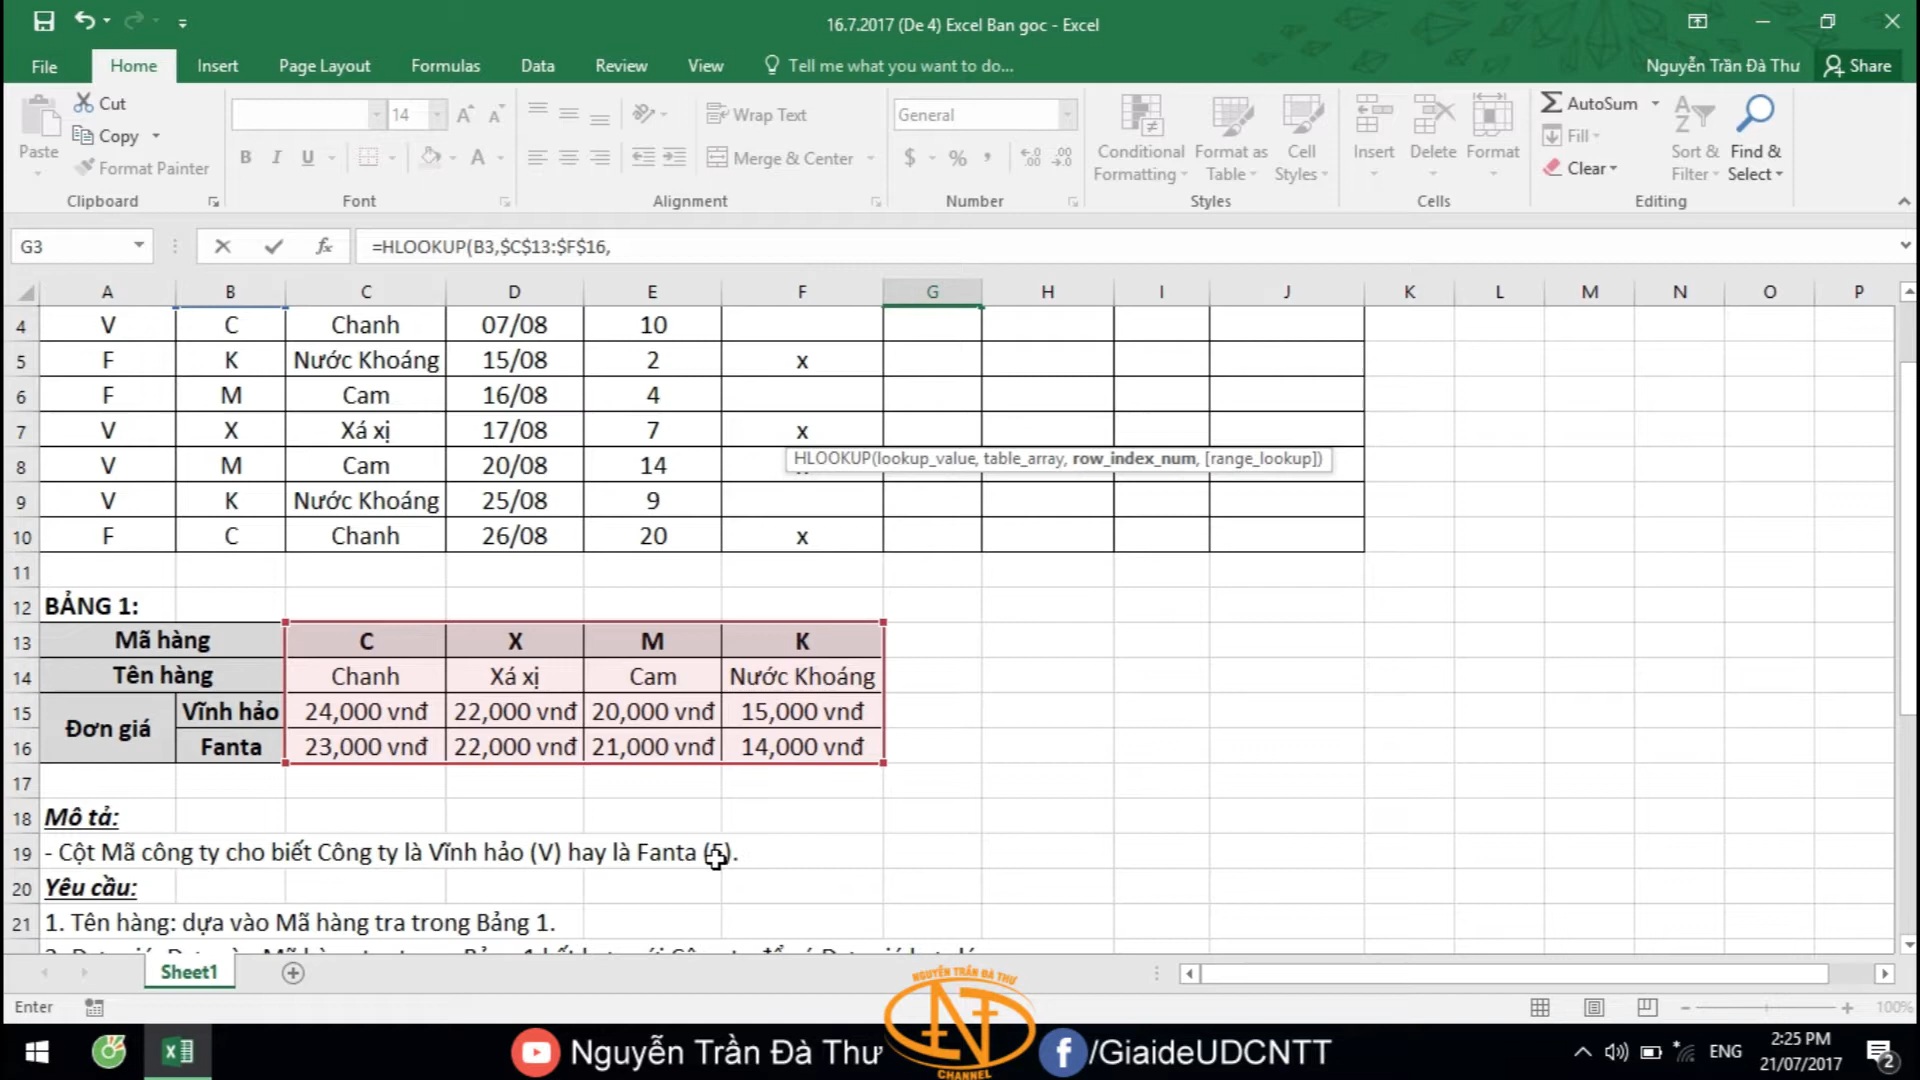 16.7.2017 (De 4) Excel Ban goc - Excel
File Home Insert Page Layout Formulas Data Review View Tell me what you want to do... Nguyễn Trần Đà Thư Share
Paste Cut Copy Format Painter Clipboard
14 B I U A Font
Wrap Text Merge & Center Alignment
General $ % , Number
Conditional Formatting Format as Table Cell Styles Styles
Insert Delete Format Cells
AutoSum Fill Clear Sort & Filter Find & Select Editing
G3 fx =HLOOKUP(B3,$C$13:$F$16,
A B C D E F G H I J K L M N O P
4 V C Chanh 07/08 10
5 F K Nước Khoáng 15/08 2 x
6 F M Cam 16/08 4
7 V X Xá xị 17/08 7 x
HLOOKUP(lookup_value, table_array, row_index_num, [range_lookup])
8 V M Cam 20/08 14
9 V K Nước Khoáng 25/08 9
10 F C Chanh 26/08 20 x
11
12 BẢNG 1:
13 Mã hàng C X M K
14 Tên hàng Chanh Xá xị Cam Nước Khoáng
Đơn giá
15 Vĩnh hảo 24,000 vnđ 22,000 vnđ 20,000 vnđ 15,000 vnđ
16 Fanta 23,000 vnđ 22,000 vnđ 21,000 vnđ 14,000 vnđ
17
18 Mô tả:
19 - Cột Mã công ty cho biết Công ty là Vĩnh hảo (V) hay là Fanta (F).
20 Yêu cầu:
21 1. Tên hàng: dựa vào Mã hàng tra trong Bảng 1.
Sheet1
Enter 100%
Nguyễn Trần Đà Thư
NGUYỄN TRẦN ĐÀ THƯ
CHANNEL
/GiaideUDCNTT
ENG 2:25 PM
21/07/2017 2